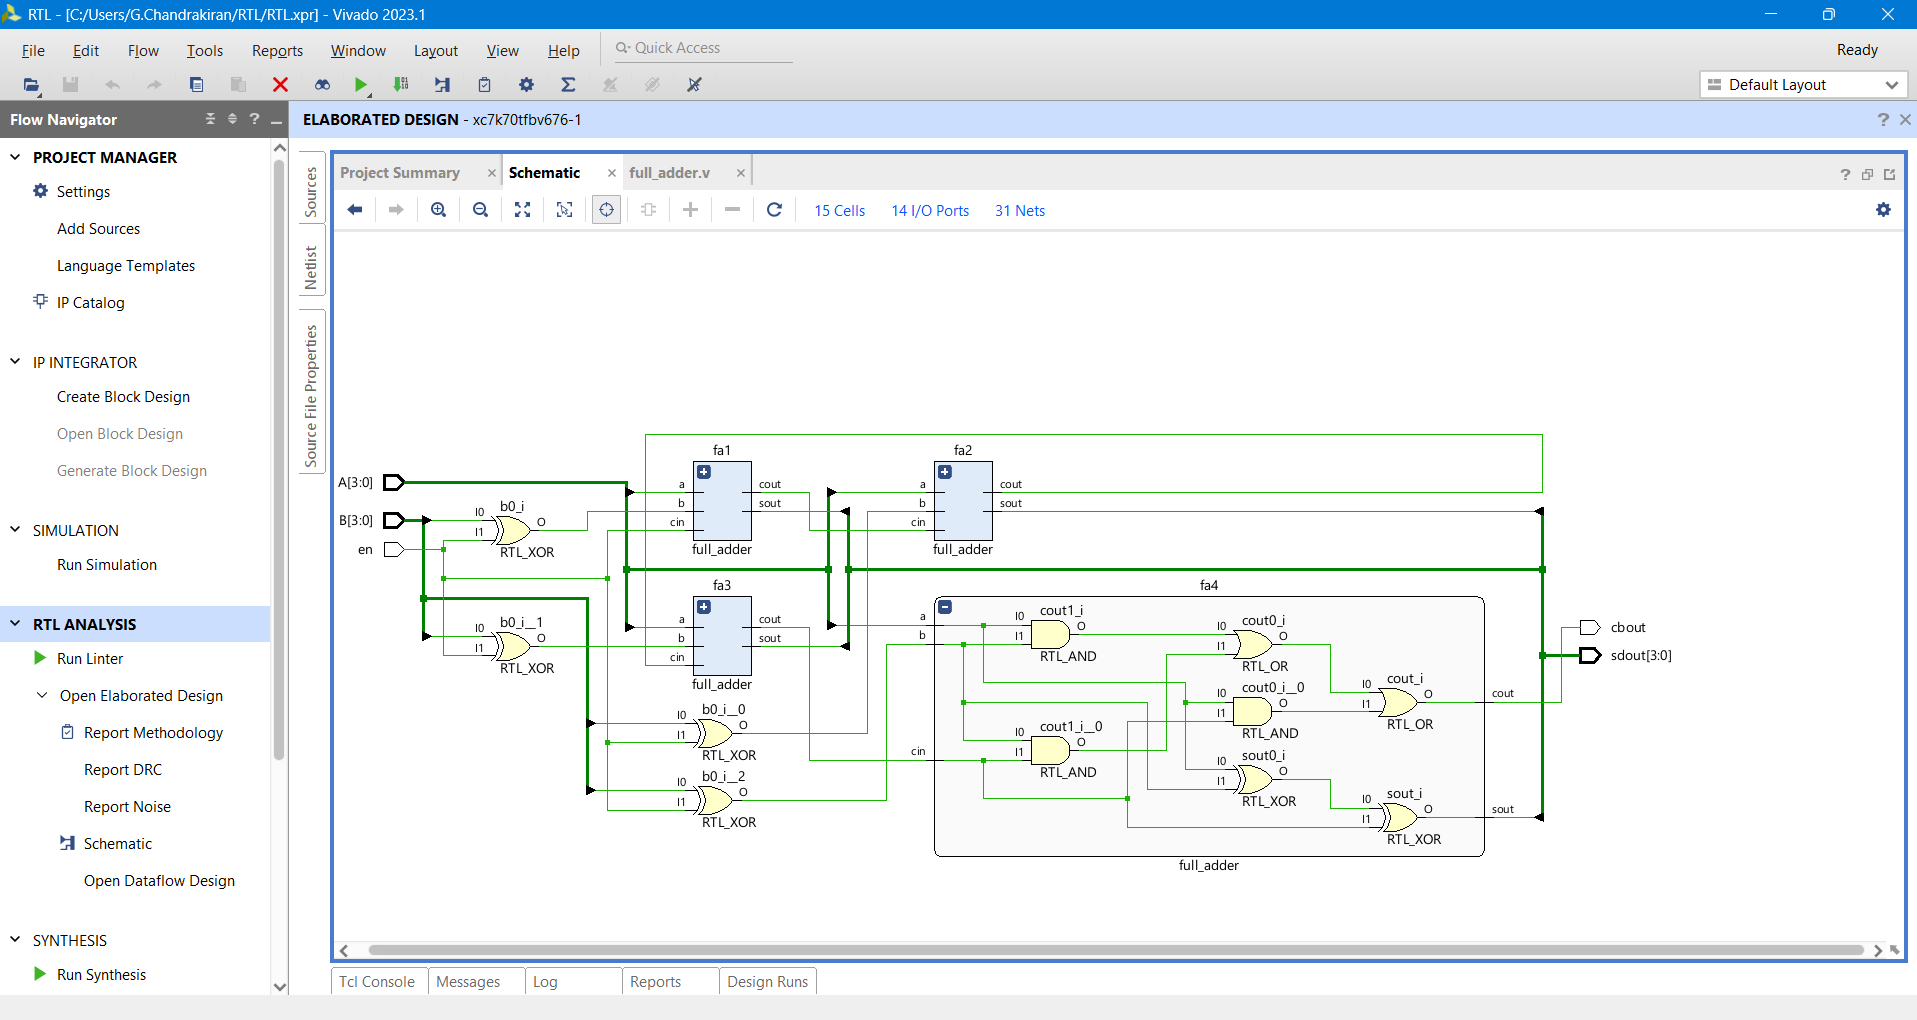 RTL - [C:/Users/G.Chandrakiran/RTL/RTL.xpr] - Vivado 2023.1
File Edit Flow Tools Reports Window Layout View Help Quick Access Ready
Default Layout
Flow Navigator ? _
ELABORATED DESIGN - xc7k70tfbv676-1
PROJECT MANAGER
Settings
Add Sources
Language Templates
IP Catalog
IP INTEGRATOR
Create Block Design
Open Block Design
Generate Block Design
SIMULATION
Run Simulation
RTL ANALYSIS
Run Linter
Open Elaborated Design
Report Methodology
Report DRC
Report Noise
Schematic
Open Dataflow Design
SYNTHESIS
Run Synthesis
Sources
Netlist
Source File Properties
Project Summary Schematic full_adder.v
15 Cells 14 I/O Ports 31 Nets
A[3:0]
B[3:0]
en
b0_i
I0
I1
O
RTL_XOR
b0_i__1
I0
I1
O
RTL_XOR
fa1
a
b
cin
cout
sout
full_adder
fa3
a
b
cin
cout
sout
full_adder
b0_i__0
I0
I1
O
RTL_XOR
b0_i__2
I0
I1
O
RTL_XOR
fa2
a
b
cin
cout
sout
full_adder
fa4
a
b
cin
cout1_i
I0
I1
O
RTL_AND
cout1_i__0
I0
I1
O
RTL_AND
cout0_i
I0
I1
O
RTL_OR
cout0_i__0
I0
I1
O
RTL_AND
sout0_i
I0
I1
O
RTL_XOR
cout_i
I0
I1
O
RTL_OR
sout_i
I0
I1
O
RTL_XOR
cout
sout
full_adder
cbout
sdout[3:0]
Tcl Console Messages Log Reports Design Runs